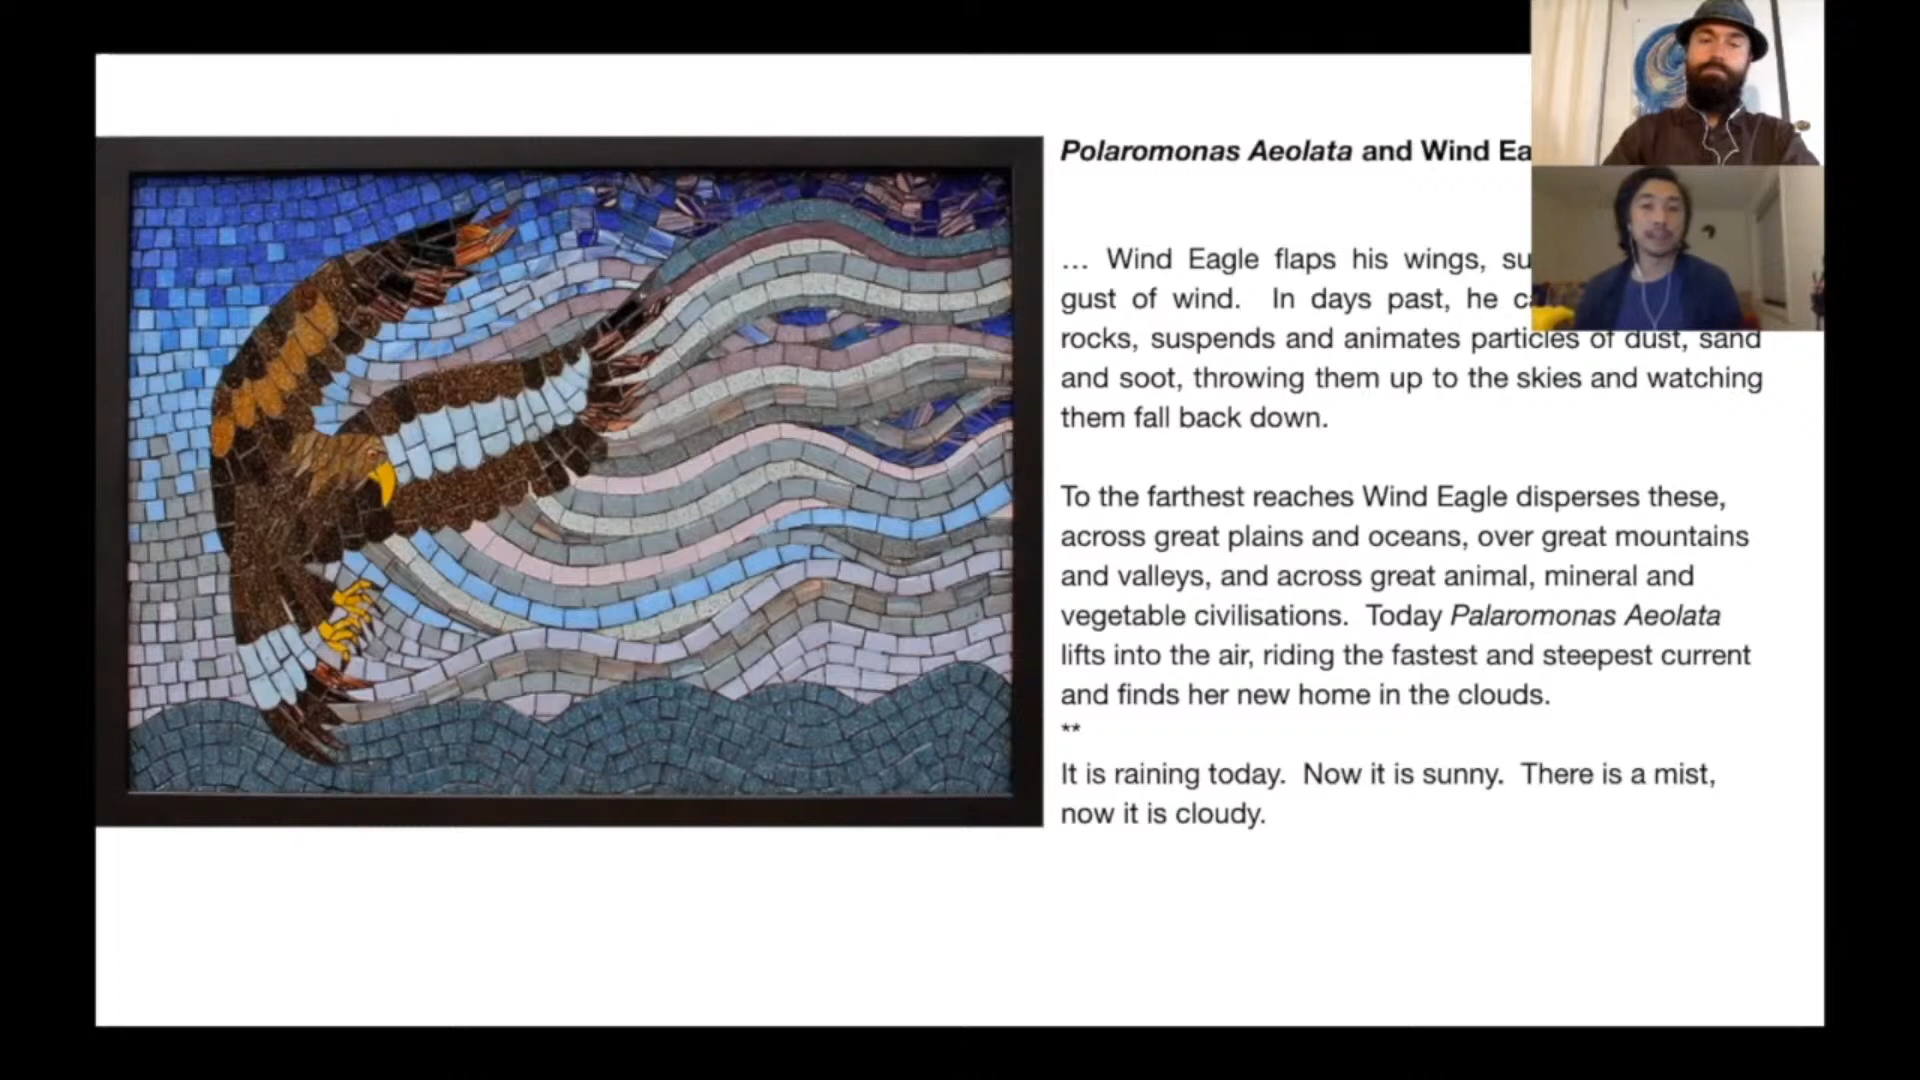 Polaromonas Aeolata and Wind
... Wind Eagle flaps his wings,
gust of wind. In days past, he
rocks, suspends and animates particles of dust, sand
and soot, throwing them up to the skies and watching
them fall back down.
To the farthest reaches Wind Eagle disperses these,
across great plains and oceans, over great mountains
and valleys, and across great animal, mineral and
vegetable civilisations. Today Palaromonas Aeolata
lifts into the air, riding the fastest and steepest current
and finds her new home in the clouds.
**
It is raining today. Now it is sunny. There is a mist,
now it is cloudy.